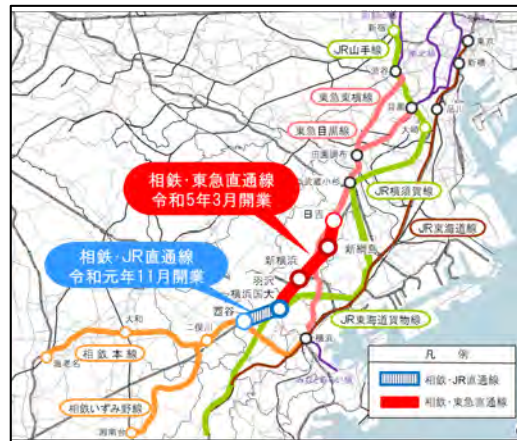 新宿
東京
JR山手線
新橋
渋谷
東急東横線
目黒
品川
東急目黒線
大崎
田園調布
相鉄・東急直通線
令和5年3月開業
武蔵小杉
JR横須賀線
日吉
JR東海道線
相鉄・JR直通線
令和元年11月開業
新横浜
新綱島
羽沢
横浜国大
西谷
JR東海道貨物線
大和
二俣川
横浜
海老名
相鉄本線
相鉄いずみ野線
湘南台
凡例
相鉄・JR直通線
相鉄・東急直通線